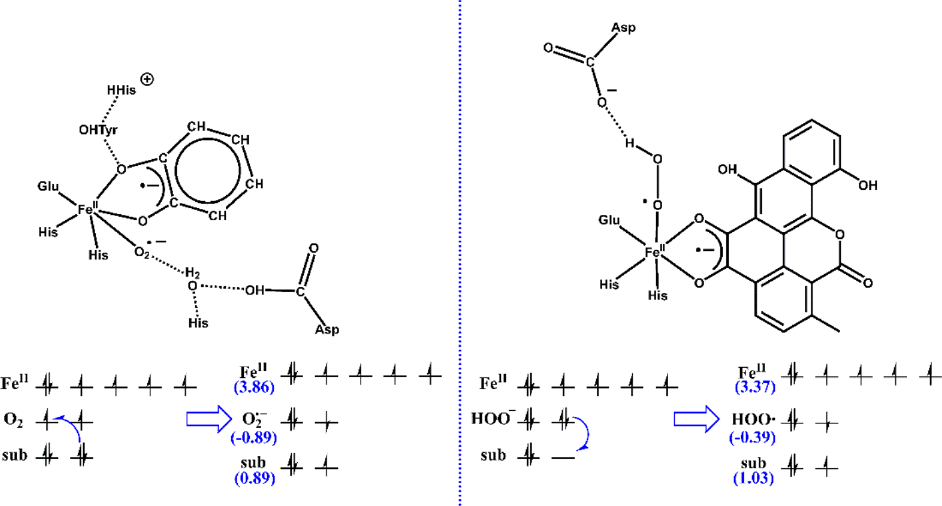 HHis ⊕
OHTyr
O
C
CH
CH
CH
CH
C
O
•−
Glu
Fe^II
His
His
O2•−
H2
O
His
OH
C
O
Asp
Asp
O
C
O−
H
O
•O
Glu
Fe^II
His
His
O
O
•−
OH
OH
O
O
Fe^II
O2
sub
Fe^II
(3.86)
O2•−
(-0.89)
sub
(0.89)
Fe^II
HOO−
sub
Fe^II
(3.37)
HOO•
(-0.39)
sub
(1.03)